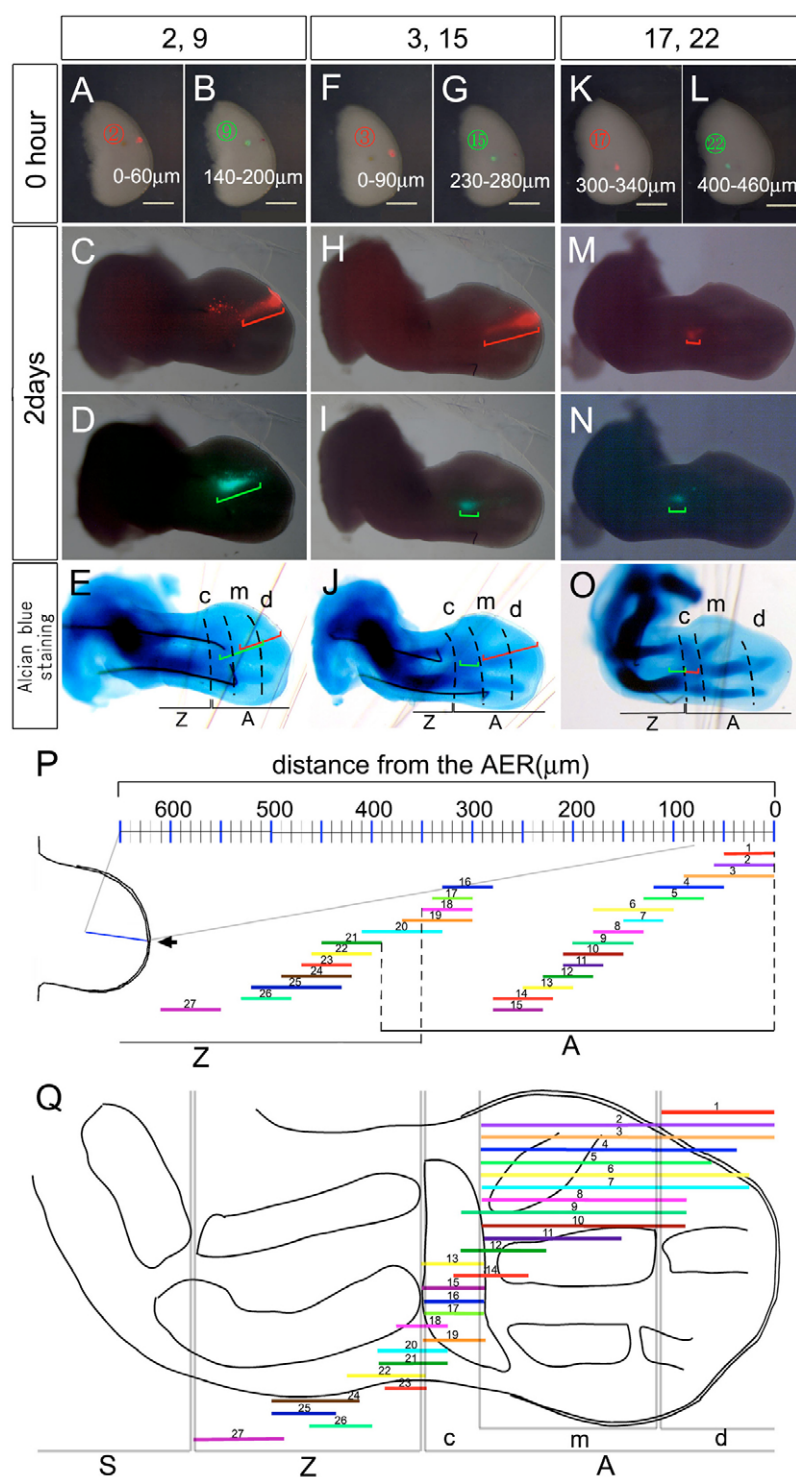 2, 9 3, 15 17, 22
0 hour
A B F G K L
② ⑨ ③ ⑮ ⑰ ㉒
0-60μm 140-200μm 0-90μm 230-280μm 300-340μm 400-460μm
2days
C H M
D I N
Alcian blue
staining
E c m d J c m d O c m d
Z A Z A Z A
P distance from the AER(μm)
600 500 400 300 200 100 0
1
2
3
16 4
17 5
18 6
19 7
20 8
21 9
22 10
23 11
24 12
25 13
26 14
27 15
Z A
Q
1
2
3
4
5
6
7
8
9
10
11
12
13
14
15
16
17
18
19
20
21
22
23
24
25
26
27
c m d
S Z A